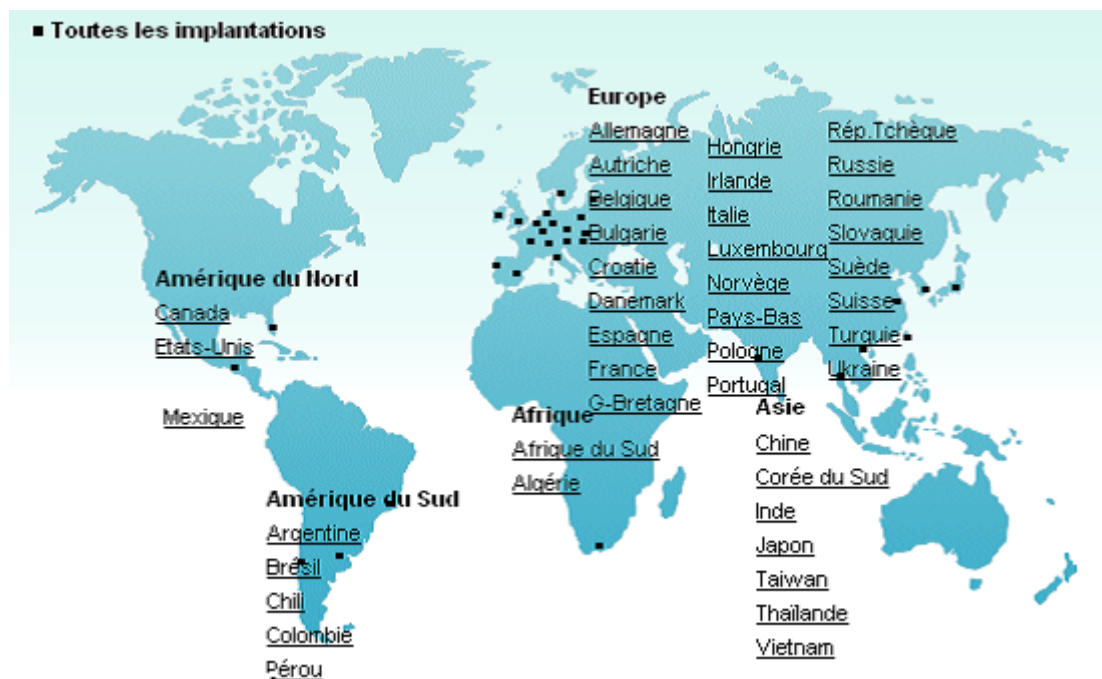 Toutes les implantations
Europe
Allemagne
Autriche
Belgique
Bulgarie
Croatie
Danemark
Espagne
France
G-Bretagne
Hongrie
Irlande
Italie
Luxembourg
Norvège
Pays-Bas
Pologne
Portugal
Rép.Tchèque
Russie
Roumanie
Slovaquie
Suède
Suisse
Turquie
Ukraine
Amérique du Nord
Canada
Etats-Unis
Mexique
Afrique
Afrique du Sud
Algérie
Asie
Chine
Corée du Sud
Inde
Japon
Taiwan
Thaïlande
Vietnam
Amérique du Sud
Argentine
Brésil
Chili
Colombie
Pérou